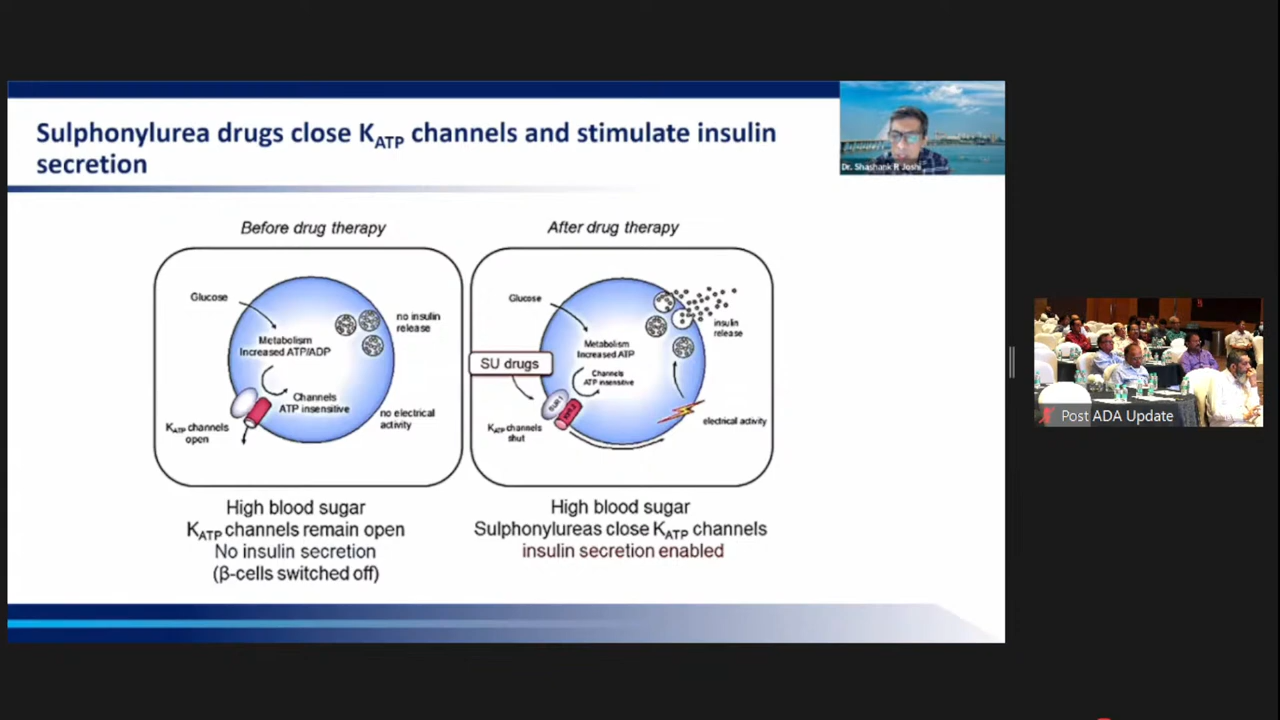 Sulphonylurea drugs close KATP channels and stimulate insulin
secretion
Dr. Shashank R Joshi
Before drug therapy
Glucose
Metabolism
Increased ATP/ADP
no insulin
release
Channels
ATP insensitive
no electrical
activity
KATP channels
open
High blood sugar
KATP channels remain open
No insulin secretion
(β-cells switched off)
After drug therapy
Glucose
Metabolism
Increased ATP
insulin
release
SU drugs
Channels
ATP insensitive
KATP channels
shut
electrical activity
High blood sugar
Sulphonylureas close KATP channels
insulin secretion enabled
Post ADA Update